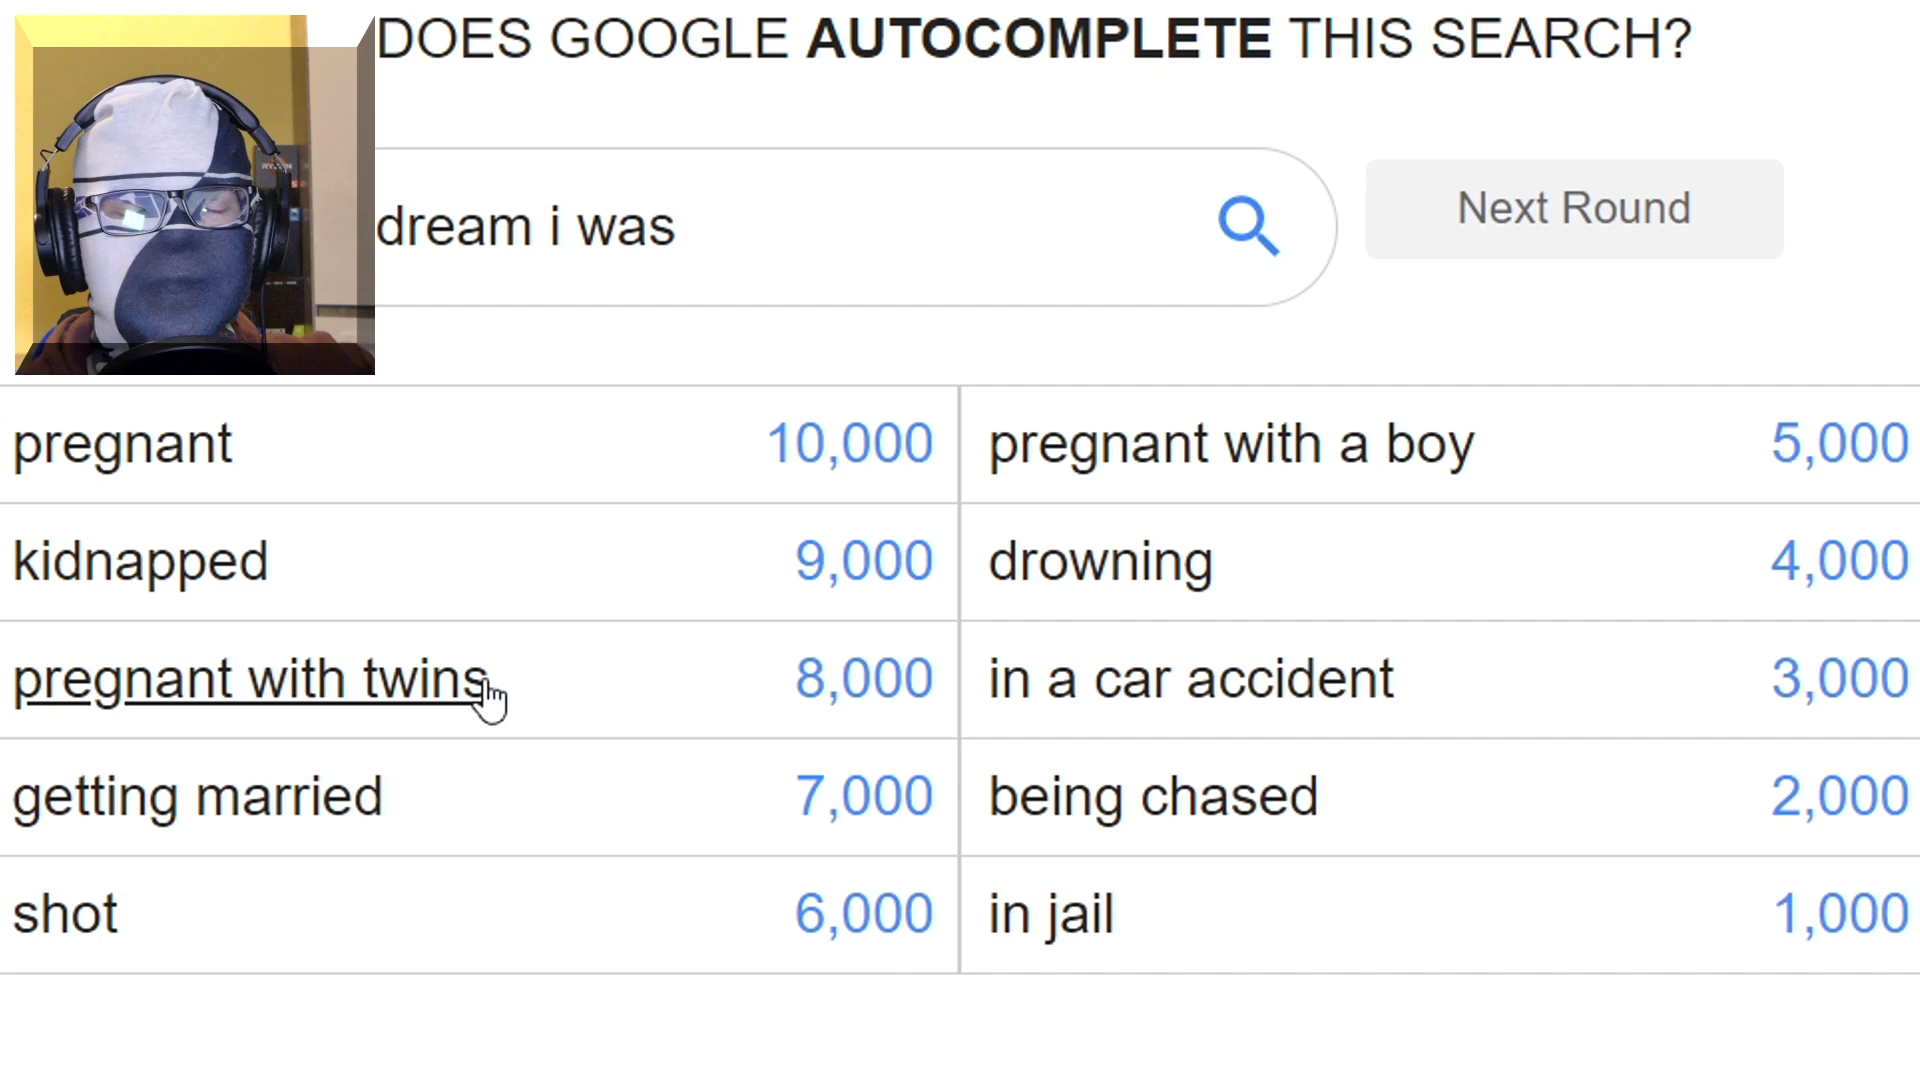 DOES GOOGLE AUTOCOMPLETE THIS SEARCH?
dream i was
Next Round
pregnant 10,000
kidnapped 9,000
pregnant with twins 8,000
getting married 7,000
shot 6,000
pregnant with a boy 5,000
drowning 4,000
in a car accident 3,000
being chased 2,000
in jail 1,000